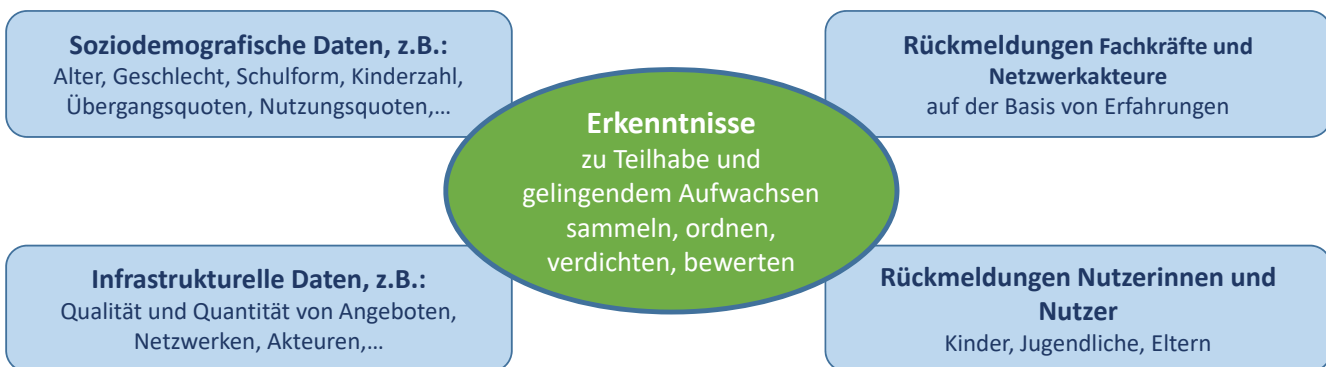 Soziodemografische Daten, z.B.:
Alter, Geschlecht, Schulform, Kinderzahl,
Übergangsquoten, Nutzungsquoten,…
Rückmeldungen Fachkräfte und
Netzwerkakteure
auf der Basis von Erfahrungen
Erkenntnisse
zu Teilhabe und
gelingendem Aufwachsen
sammeln, ordnen,
verdichten, bewerten
Infrastrukturelle Daten, z.B.:
Qualität und Quantität von Angeboten,
Netzwerken, Akteuren,…
Rückmeldungen Nutzerinnen und
Nutzer
Kinder, Jugendliche, Eltern